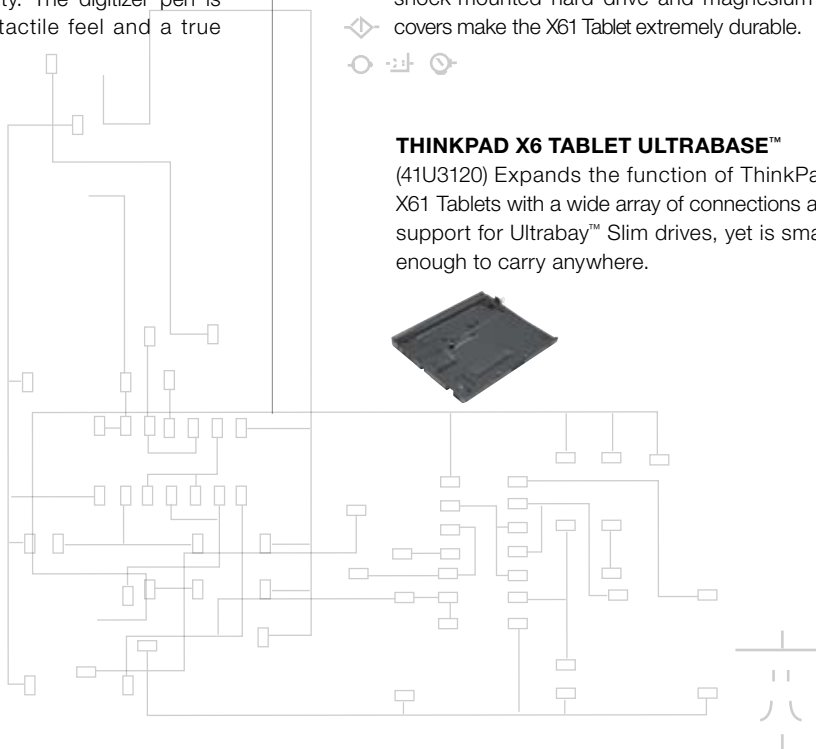 The digitizer pen is
tactile feel and a true
shock-mounted hard drive and magnesium
covers make the X61 Tablet extremely durable.
THINKPAD X6 TABLET ULTRABASE™
(41U3120) Expands the function of ThinkPa
X61 Tablets with a wide array of connections a
support for Ultrabay™ Slim drives, yet is sma
enough to carry anywhere.